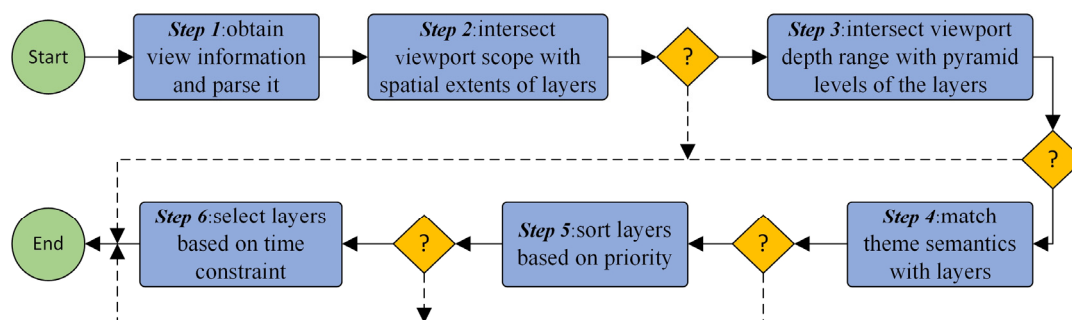 Start
Step 1:obtain
view information
and parse it
Step 2:intersect
viewport scope with
spatial extents of layers
?
Step 3:intersect viewport
depth range with pyramid
levels of the layers
?
Step 4:match
theme semantics
with layers
?
Step 5:sort layers
based on priority
?
Step 6:select layers
based on time
constraint
End